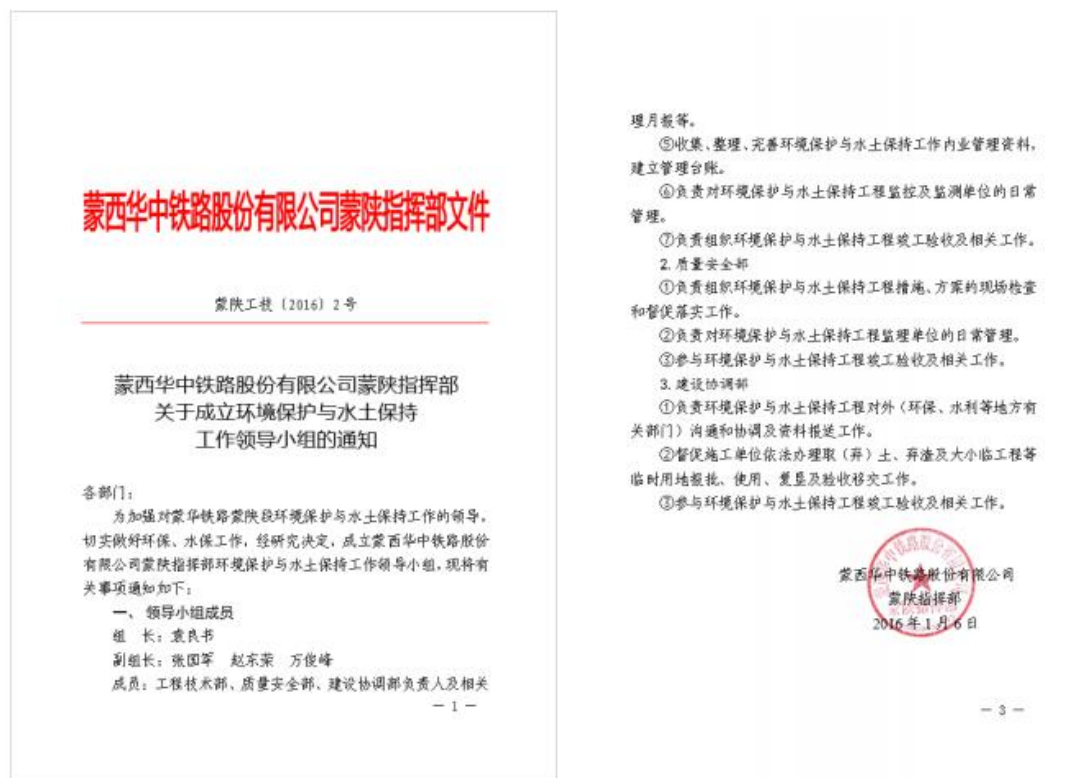 蒙西华中铁路股份有限公司蒙陕指挥部文件
蒙陕工技〔2016〕2号
蒙西华中铁路股份有限公司蒙陕指挥部
关于成立环境保护与水土保持
工作领导小组的通知
各部门：
为加强对蒙华铁路蒙陕段环境保护与水土保持工作的领导，
切实做好环保、水保工作，经研究决定，成立蒙西华中铁路股份
有限公司蒙陕指挥部环境保护与水土保持工作领导小组，现将有
关事项通知如下：
一、领导小组成员
组 长：袁良书
副组长：张国军 赵东荣 万俊峰
成员：工程技术部、质量安全部、建设协调部负责人及相关
— 1 —
理月报等。
⑤收集、整理、完善环境保护与水土保持工作内业管理资料，
建立管理台账。
⑥负责对环境保护与水土保持工程监控及监测单位的日常
管理。
⑦负责组织环境保护与水土保持工程竣工验收及相关工作。
2. 质量安全部
①负责组织环境保护与水土保持工程措施、方案的现场检查
和督促落实工作。
②负责对环境保护与水土保持工程监理单位的日常管理。
③参与环境保护与水土保持工程竣工验收及相关工作。
3. 建设协调部
①负责环境保护与水土保持工程对外（环保、水利等地方有
关部门）沟通和协调及资料报送工作。
②督促施工单位依法办理取（弃）土、弃渣及大小临工程等
临时用地报批、使用、复垦及验收移交工作。
③参与环境保护与水土保持工程竣工验收及相关工作。
蒙西华中铁路股份有限公司
蒙陕指挥部
2016年1月6日
— 3 —